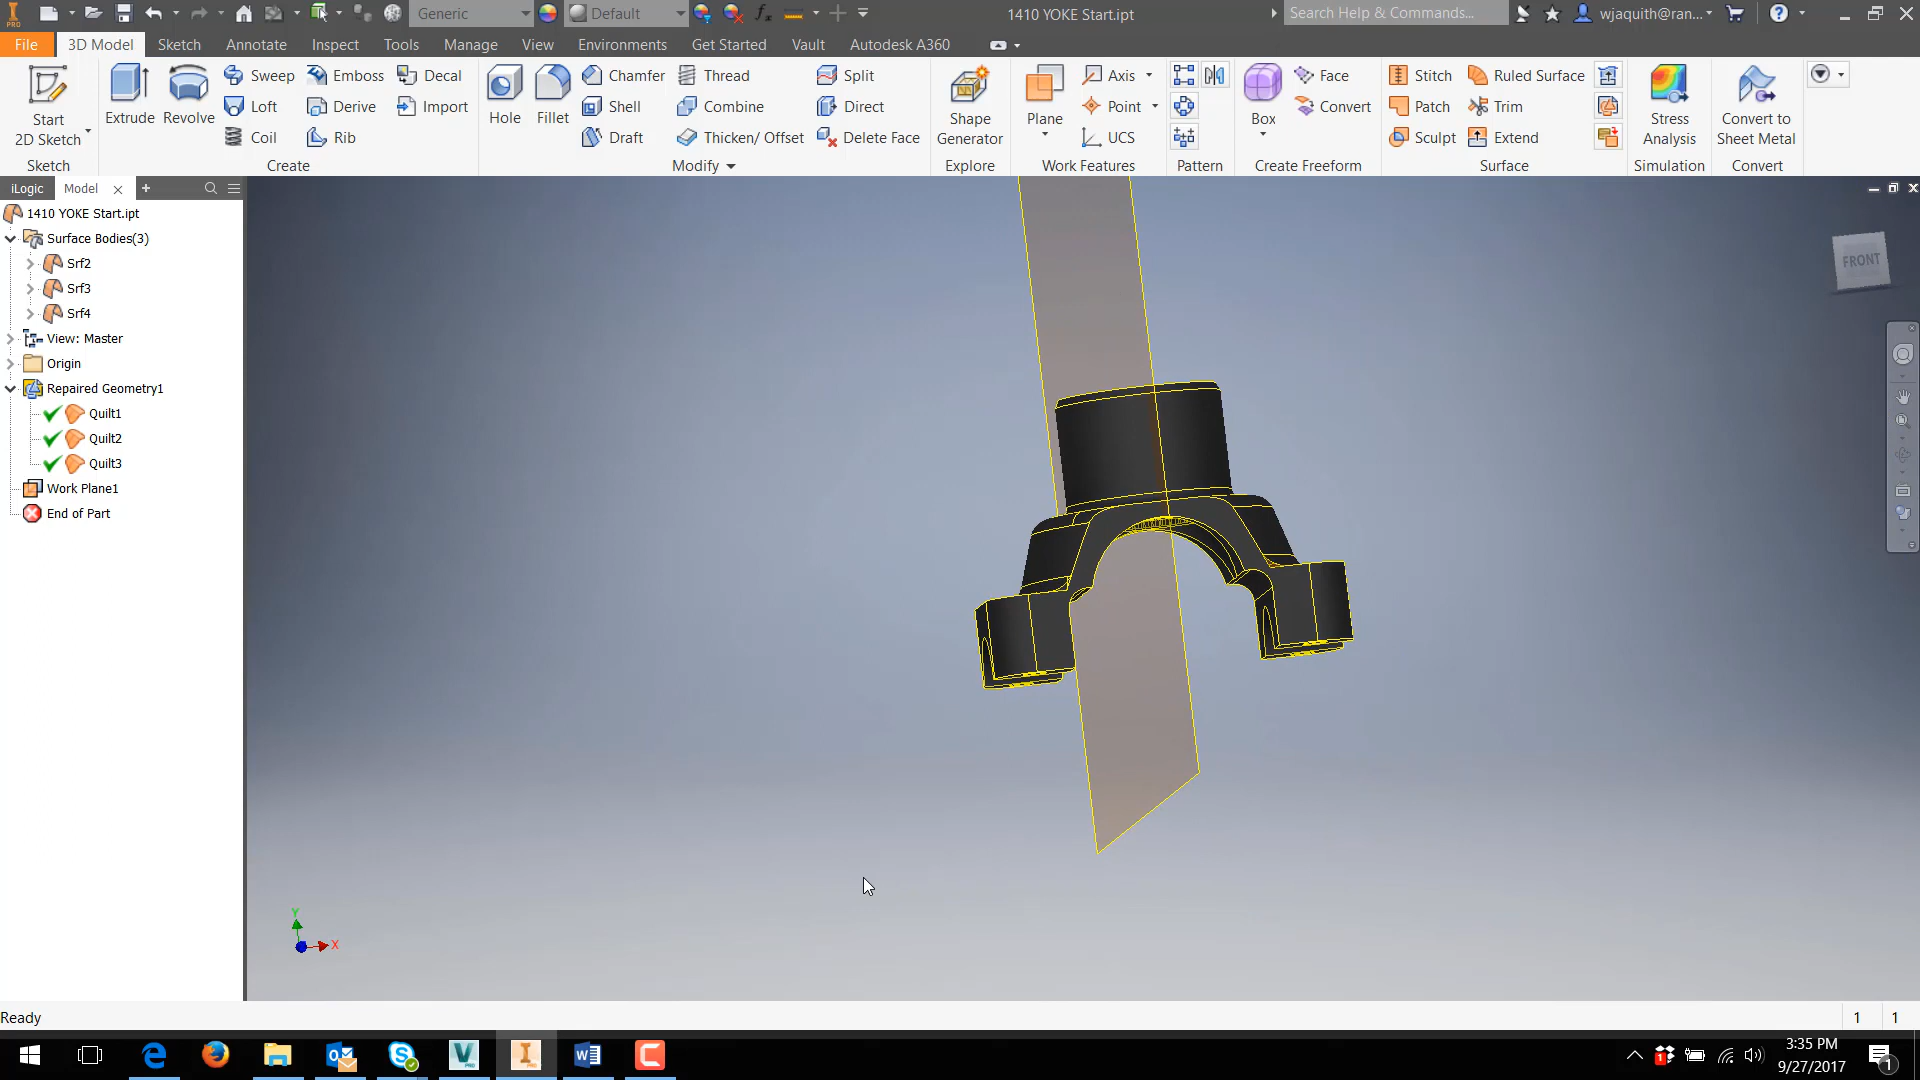 Generic
Default
1410 YOKE Start.ipt
Search Help & Commands...
wjaquith@ran...
PRO
File
3D Model
Sketch
Annotate
Inspect
Tools
Manage
View
Environments
Get Started
Vault
Autodesk A360
Start
2D Sketch
Extrude
Revolve
Sweep
Loft
Coil
Emboss
Derive
Rib
Decal
Import
Hole
Fillet
Chamfer
Shell
Draft
Thread
Combine
Thicken/ Offset
Split
Direct
Delete Face
Shape
Generator
Plane
Axis
Point
UCS
Box
Face
Convert
Stitch
Patch
Sculpt
Ruled Surface
Trim
Extend
Stress
Analysis
Convert to
Sheet Metal
Sketch
Create
Modify
Explore
Work Features
Pattern
Create Freeform
Surface
Simulation
Convert
iLogic
Model
1410 YOKE Start.ipt
Surface Bodies(3)
Srf2
Srf3
Srf4
View: Master
Origin
Repaired Geometry1
Quilt1
Quilt2
Quilt3
Work Plane1
End of Part
FRONT
Y
X
Ready
1
1
3:35 PM
9/27/2017
1